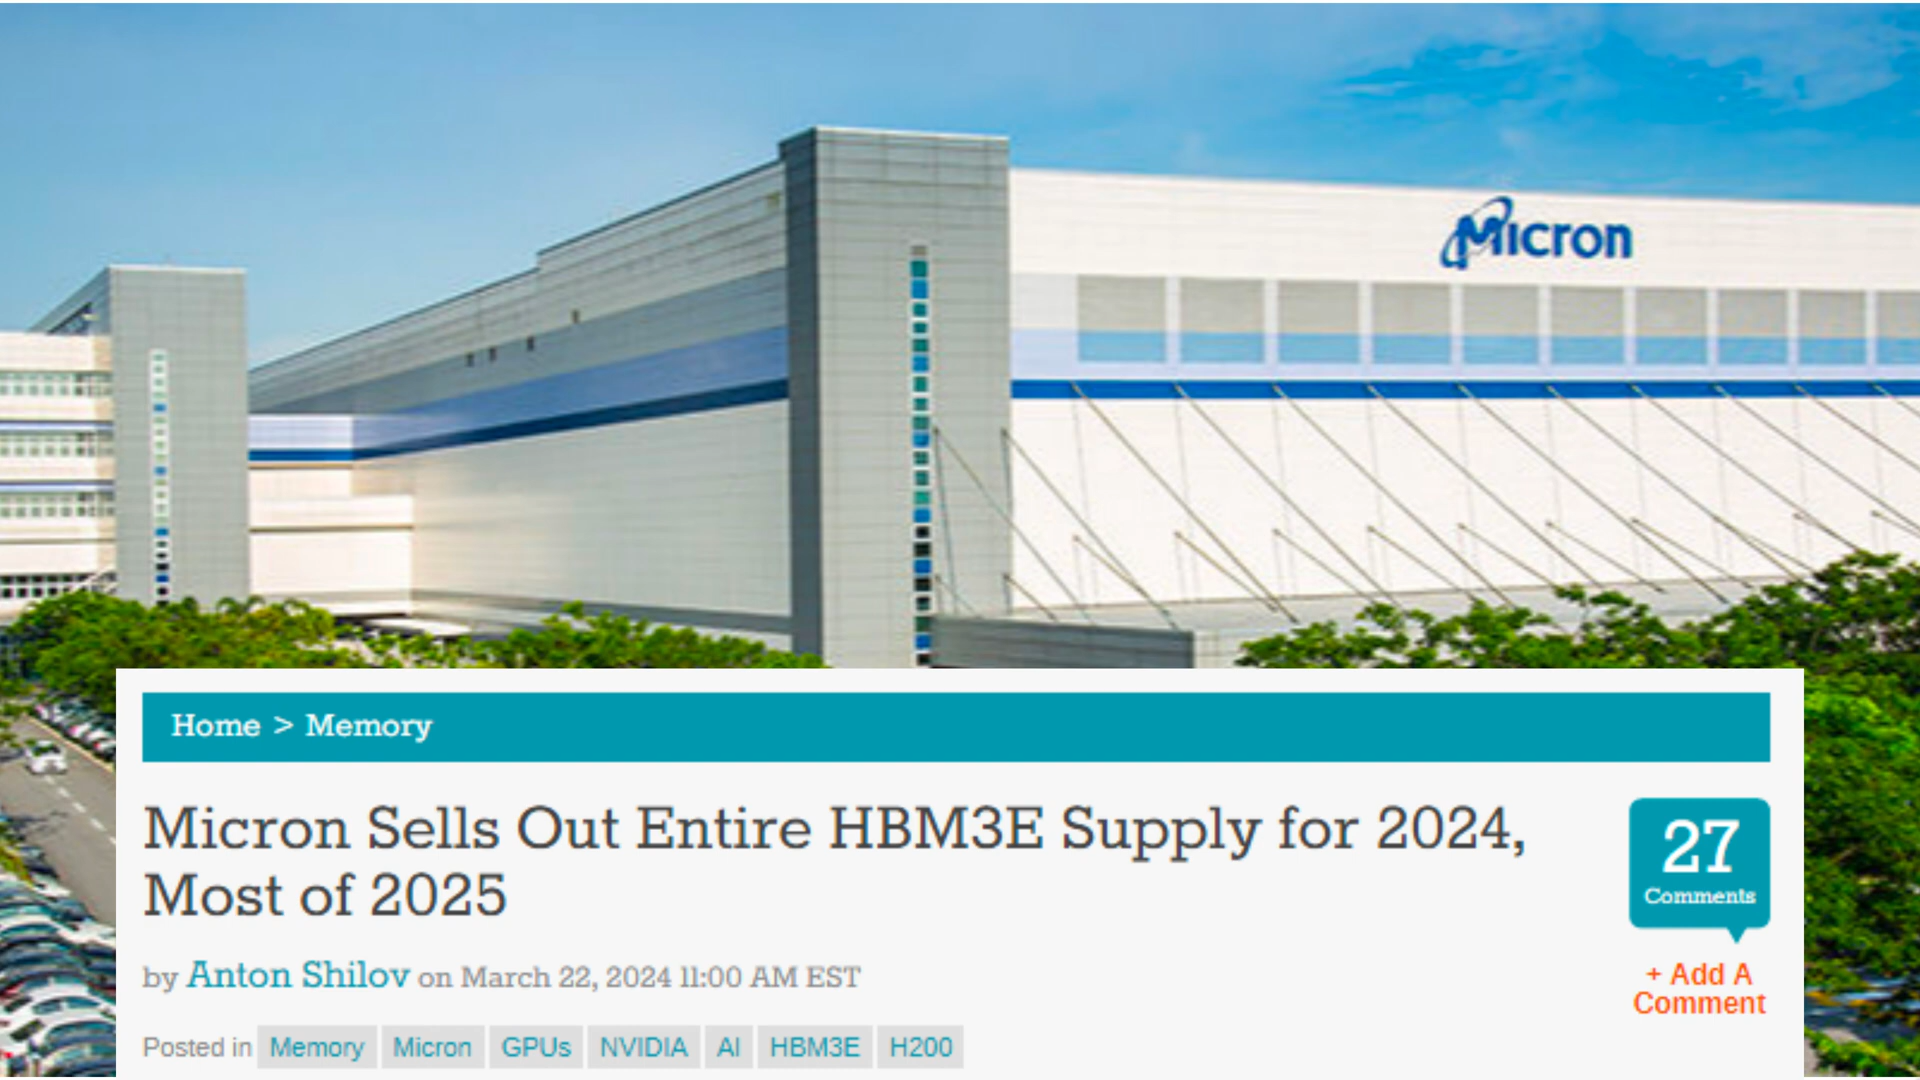 Micron
Home > Memory
Micron Sells Out Entire HBM3E Supply for 2024,
Most of 2025
27
Comments
by Anton Shilov on March 22, 2024 11:00 AM EST
+ Add A
Comment
Posted in Memory Micron GPUs NVIDIA AI HBM3E H200